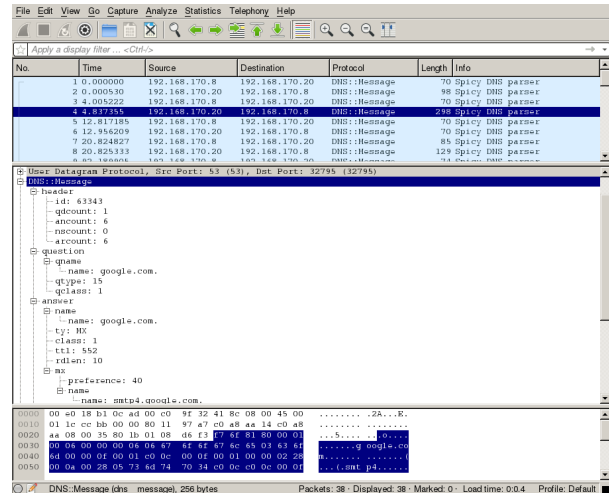 File Edit View Go Capture Analyze Statistics Telephony Help
Apply a display filter ... <Ctrl-/>
No. Time Source Destination Protocol Length Info
1 0.000000 192.168.170.8 192.168.170.20 DNS::Message 70 Spicy DNS parser
2 0.000530 192.168.170.20 192.168.170.8 DNS::Message 98 Spicy DNS parser
3 4.005222 192.168.170.8 192.168.170.20 DNS::Message 70 Spicy DNS parser
4 4.837355 192.168.170.20 192.168.170.8 DNS::Message 298 Spicy DNS parser
5 12.817185 192.168.170.8 192.168.170.20 DNS::Message 70 Spicy DNS parser
6 12.956209 192.168.170.20 192.168.170.8 DNS::Message 70 Spicy DNS parser
7 20.824827 192.168.170.8 192.168.170.20 DNS::Message 85 Spicy DNS parser
8 20.825333 192.168.170.20 192.168.170.8 DNS::Message 129 Spicy DNS parser
User Datagram Protocol, Src Port: 53 (53), Dst Port: 32795 (32795)
DNS::Message
header
id: 63343
qdcount: 1
ancount: 6
nscount: 0
arcount: 6
question
qname
name: google.com.
qtype: 15
qclass: 1
answer
name
name: google.com.
ty: MX
class: 1
ttl: 552
rdlen: 10
mx
preference: 40
name
name: smtp4.google.com.
0000 00 e0 18 b1 0c ad 00 c0 9f 32 41 8c 08 00 45 00 ........ .2A...E.
0010 01 1c cc bb 00 00 80 11 97 a7 c0 a8 aa 14 c0 a8 ........ ........
0020 aa 08 00 35 80 1b 01 08 d6 f3 f7 6f 81 80 00 01 ...5.... ...o....
0030 00 06 00 00 00 06 06 67 6f 6f 67 6c 65 03 63 6f .......g oogle.co
0040 6d 00 00 0f 00 01 c0 0c 00 0f 00 01 00 00 02 28 m....... .......(
0050 00 0a 00 28 05 73 6d 74 70 34 c0 0c c0 0c 00 0f ...(.smt p4......
DNS::Message (dns message), 256 bytes Packets: 38 · Displayed: 38 · Marked: 0 · Load time: 0:0.4 Profile: Default